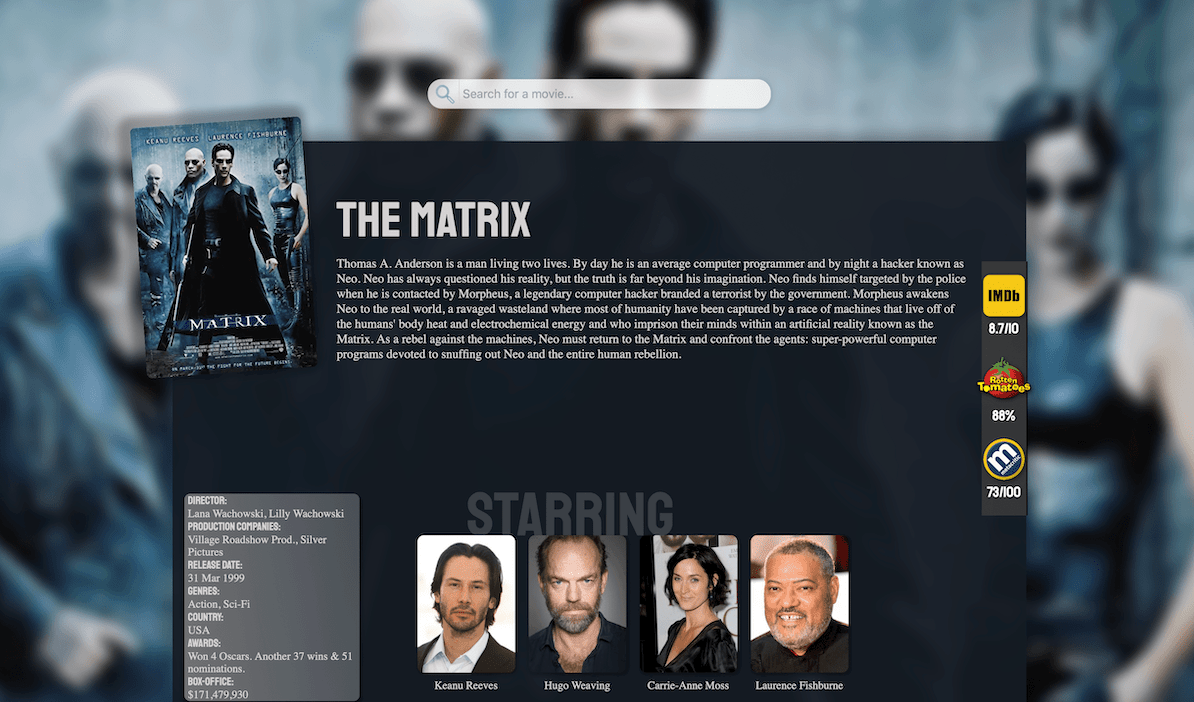 Search for a movie...
KEANU REEVES LAURENCE FISHBURNE
MATRIX
ON MARCH 31ST THE FIGHT FOR THE FUTURE BEGINS.
THE MATRIX
Thomas A. Anderson is a man living two lives. By day he is an average computer programmer and by night a hacker known as
Neo. Neo has always questioned his reality, but the truth is far beyond his imagination. Neo finds himself targeted by the police
when he is contacted by Morpheus, a legendary computer hacker branded a terrorist by the government. Morpheus awakens
Neo to the real world, a ravaged wasteland where most of humanity have been captured by a race of machines that live off of
the humans' body heat and electrochemical energy and who imprison their minds within an artificial reality known as the
Matrix. As a rebel against the machines, Neo must return to the Matrix and confront the agents: super-powerful computer
programs devoted to snuffing out Neo and the entire human rebellion.
IMDb
8.7/10
Rotten
Tomatoes
88%
m
metacritic
73/100
DIRECTOR:
Lana Wachowski, Lilly Wachowski
PRODUCTION COMPANIES:
Village Roadshow Prod., Silver
Pictures
RELEASE DATE:
31 Mar 1999
GENRES:
Action, Sci-Fi
COUNTRY:
USA
AWARDS:
Won 4 Oscars. Another 37 wins & 51
nominations.
BOX-OFFICE:
$171,479,930
STARRING
Keanu Reeves
Hugo Weaving
Carrie-Anne Moss
Laurence Fishburne